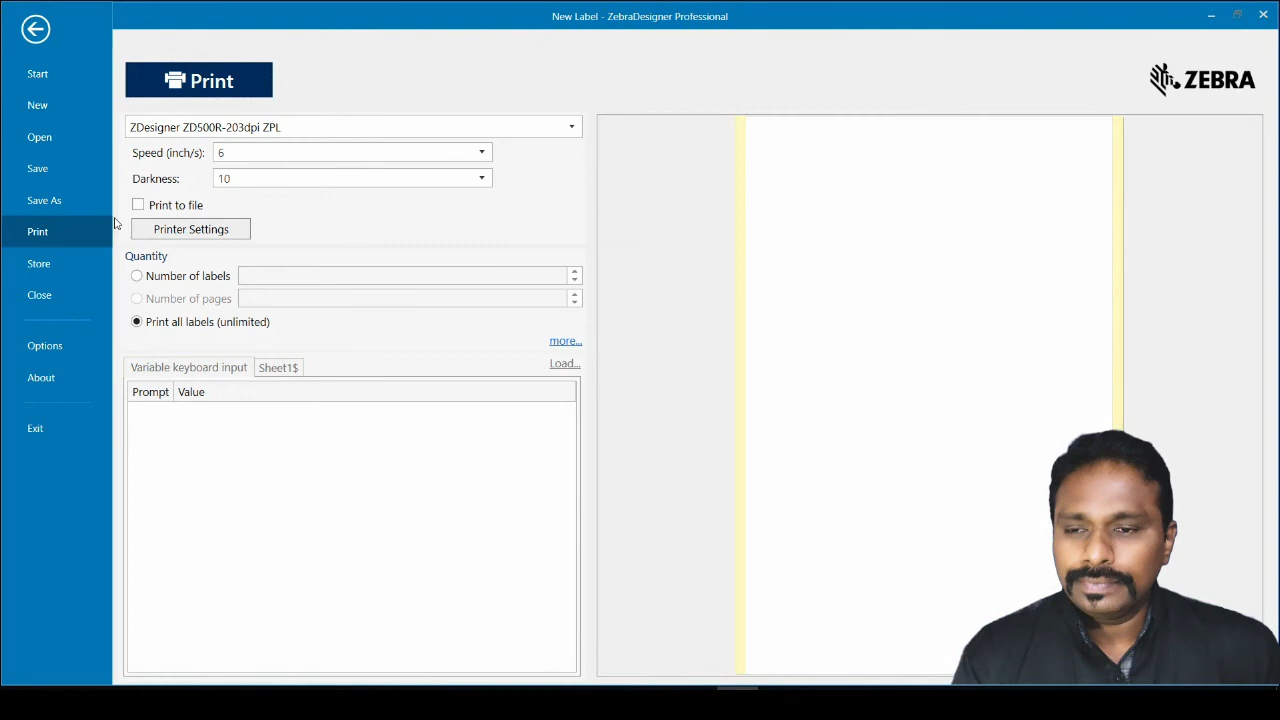 New Label - ZebraDesigner Professional
Start
New
Open
Save
Save As
Print
Store
Close
Options
About
Exit
Print
ZEBRA
ZDesigner ZD500R-203dpi ZPL
Speed (inch/s): 6
Darkness: 10
Print to file
Printer Settings
Quantity
Number of labels
Number of pages
Print all labels (unlimited)
more...
Variable keyboard input Sheet1$ Load...
Prompt Value